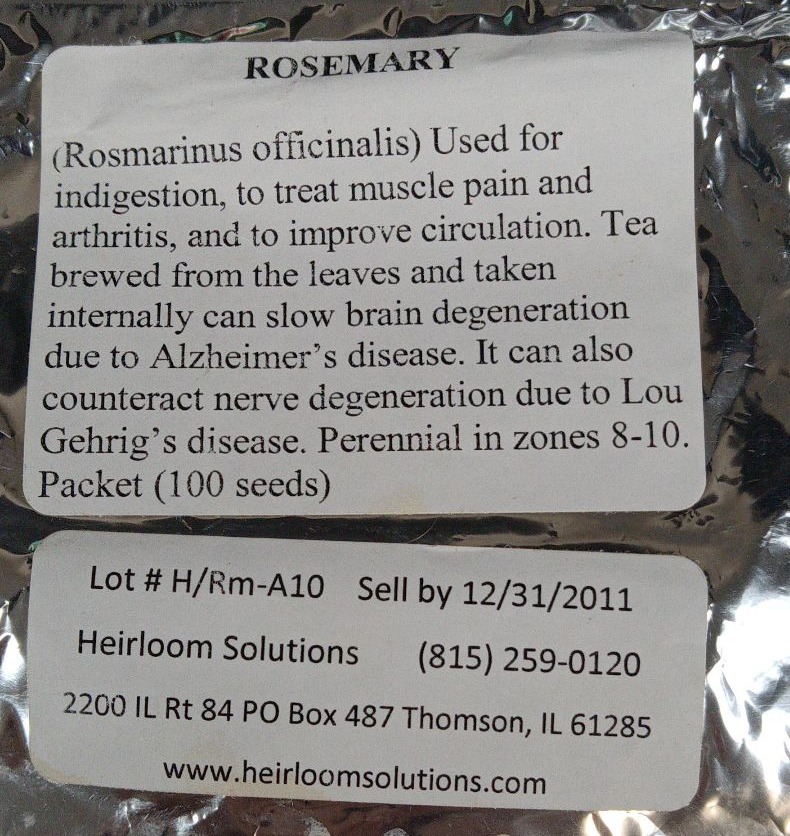 ROSEMARY
(Rosmarinus officinalis) Used for
indigestion, to treat muscle pain and
arthritis, and to improve circulation. Tea
brewed from the leaves and taken
internally can slow brain degeneration
due to Alzheimer's disease. It can also
counteract nerve degeneration due to Lou
Gehrig's disease. Perennial in zones 8-10.
Packet (100 seeds)
Lot # H/Rm-A10 Sell by 12/31/2011
Heirloom Solutions (815) 259-0120
2200 IL Rt 84 PO Box 487 Thomson, IL 61285
www.heirloomsolutions.com